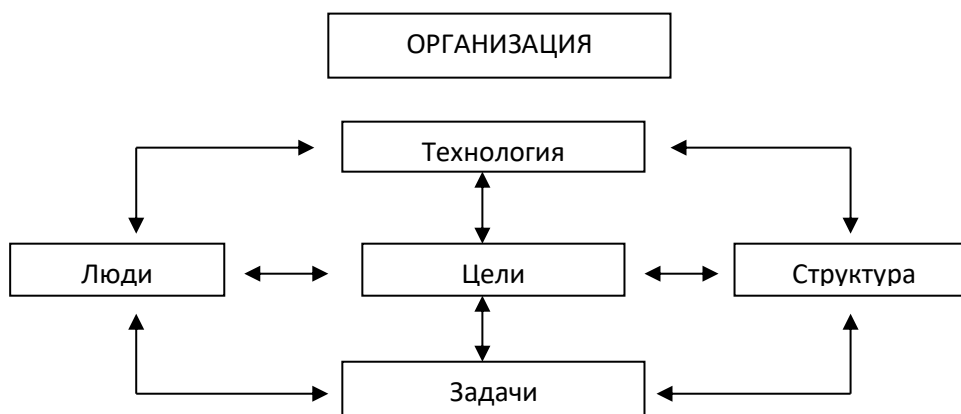 ОРГАНИЗАЦИЯ
Технология
Люди
Цели
Структура
Задачи